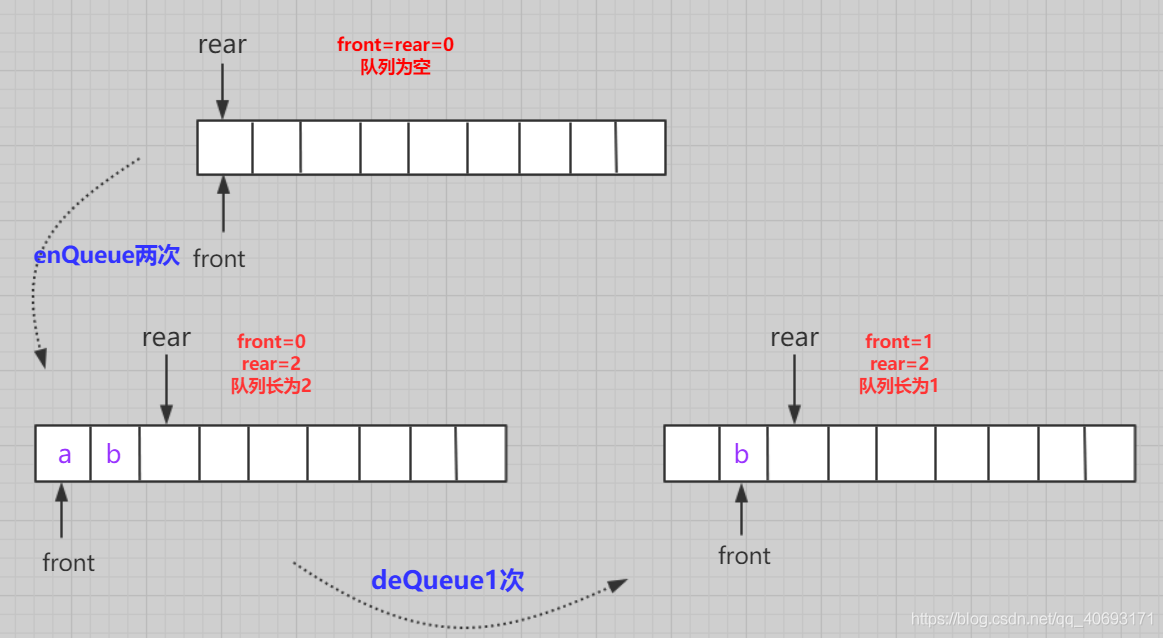 rear
front=rear=0
队列为空
enQueue两次
front
rear
front=0
rear=2
队列长为2
a b
front
rear
front=1
rear=2
队列长为1
b
front
deQueue1次
https://blog.csdn.net/qq_40693171